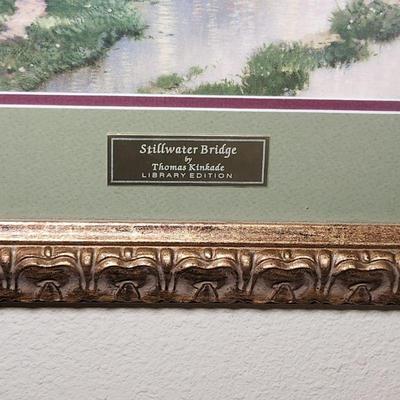 Stillwater Bridge
by
Thomas Kinkade
LIBRARY EDITION